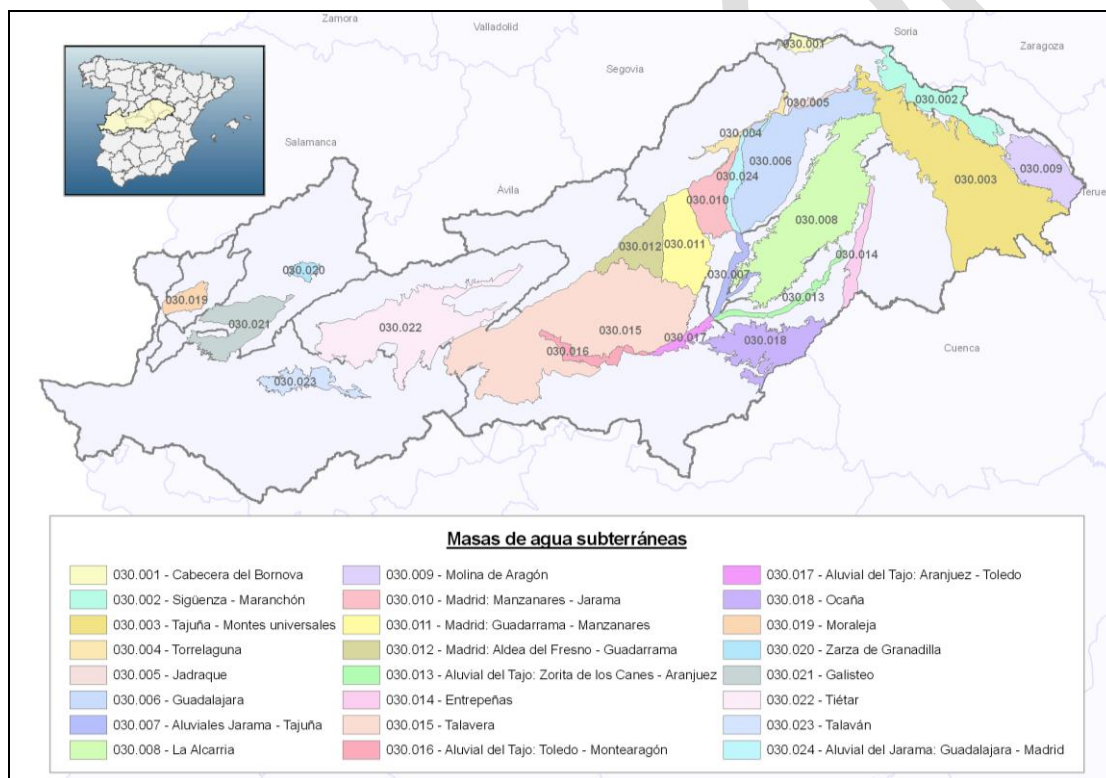 Zamora
Valladolid
Soria
Zaragoza
Segovia
Salamanca
Ávila
Teruel
Cuenca
030.001
030.002
030.005
030.004
030.006
030.009
030.024
030.003
030.010
030.008
030.012
030.011
030.014
030.007
030.013
030.020
030.019
030.021
030.022
030.015
030.017
030.016
030.018
030.023
Masas de agua subterráneas
030.001 - Cabecera del Bornova
030.002 - Sigüenza - Maranchón
030.003 - Tajuña - Montes universales
030.004 - Torrelaguna
030.005 - Jadraque
030.006 - Guadalajara
030.007 - Aluviales Jarama - Tajuña
030.008 - La Alcarria
030.009 - Molina de Aragón
030.010 - Madrid: Manzanares - Jarama
030.011 - Madrid: Guadarrama - Manzanares
030.012 - Madrid: Aldea del Fresno - Guadarrama
030.013 - Aluvial del Tajo: Zorita de los Canes - Aranjuez
030.014 - Entrepeñas
030.015 - Talavera
030.016 - Aluvial del Tajo: Toledo - Montearagón
030.017 - Aluvial del Tajo: Aranjuez - Toledo
030.018 - Ocaña
030.019 - Moraleja
030.020 - Zarza de Granadilla
030.021 - Galisteo
030.022 - Tiétar
030.023 - Talaván
030.024 - Aluvial del Jarama: Guadalajara - Madrid